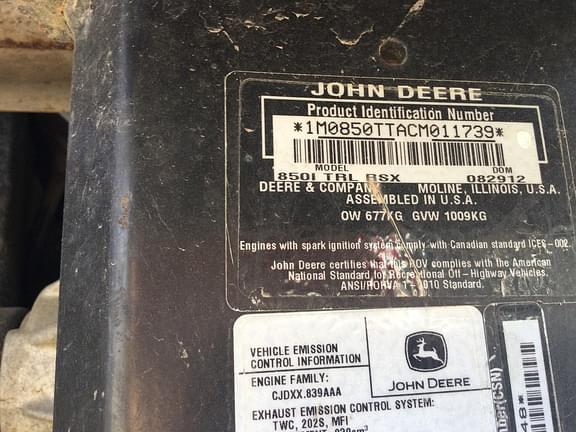 JOHN DEERE
Product Identification Number
*1M0850TTACM011739*
MODEL DOM
850I TRL RSX 082912
DEERE & COMPANY MOLINE, ILLINOIS, U.S.A.
ASSEMBLED IN U.S.A.
OW 677KG GVW 1009KG
Engines with spark ignition system comply with Canadian standard ICES-002
John Deere certifies that this ROV complies with the American
National Standard for Recreational Off-Highway Vehicles
ANSI/ROHVA 1-2010 Standard.
VEHICLE EMISSION
CONTROL INFORMATION
JOHN DEERE
ENGINE FAMILY:
CJDXX.839AAA
EXHAUST EMISSION CONTROL SYSTEM:
TWC, 202S, MFI
(CSN)
48*